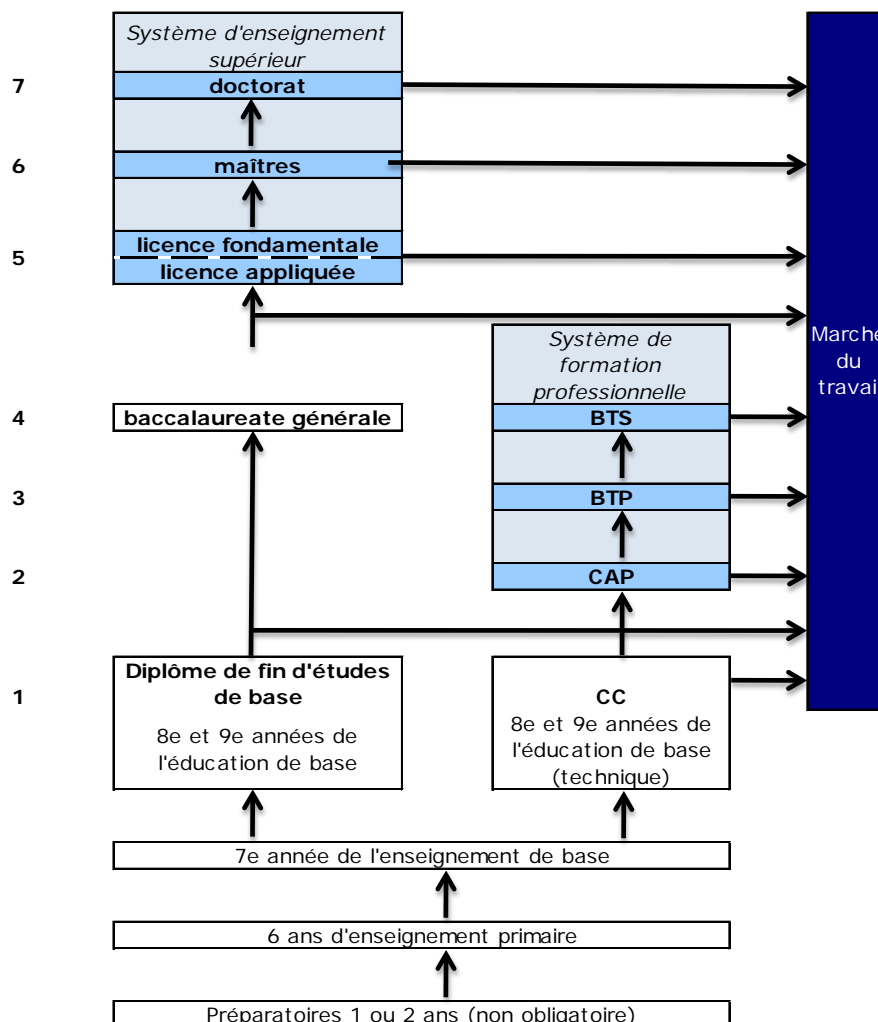 Système d'enseignement
supérieur
7
doctorat
6
maîtres
5
licence fondamentale
licence appliquée
Système de
formation
professionnelle
Marché
du
travai
4
baccalaureate générale
BTS
3
BTP
2
CAP
1
Diplôme de fin d'études
de base
8e et 9e années de
l'éducation de base
CC
8e et 9e années de
l'éducation de base
(technique)
7e année de l'enseignement de base
6 ans d'enseignement primaire
Préparatoires 1 ou 2 ans (non obligatoire)